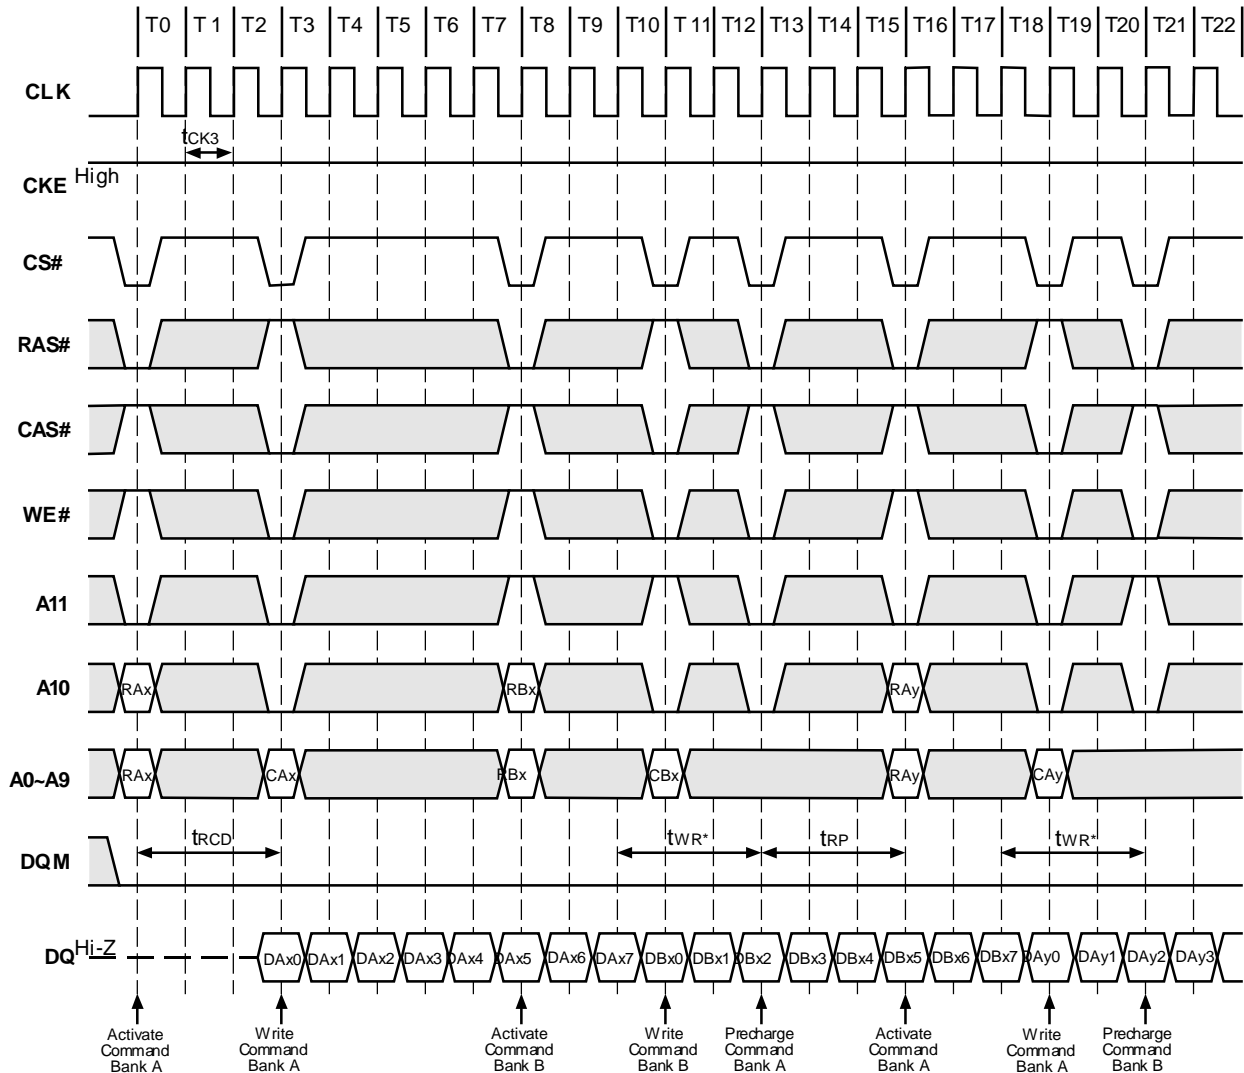 T0 T1 T2 T3 T4 T5 T6 T7 T8 T9 T10 T11 T12 T13 T14 T15 T16 T17 T18 T19 T20 T21 T22
CLK
tCK3
CKE High
CS#
RAS#
CAS#
WE#
A11
A10 RAx RBx RAy
A0~A9 RAx CAx RBx CBx RAy CAy
DQM tRCD tWR* tRP tWR*
DQ Hi-Z DAx0 DAx1 DAx2 DAx3 DAx4 DAx5 DAx6 DAx7 DBx0 DBx1 DBx2 DBx3 DBx4 DBx5 DBx6 DBx7 DAy0 DAy1 DAy2 DAy3
Activate Write Activate Write Precharge Activate Write Precharge
Command Command Command Command Command Command Command Command
Bank A Bank A Bank B Bank B Bank A Bank A Bank A Bank B